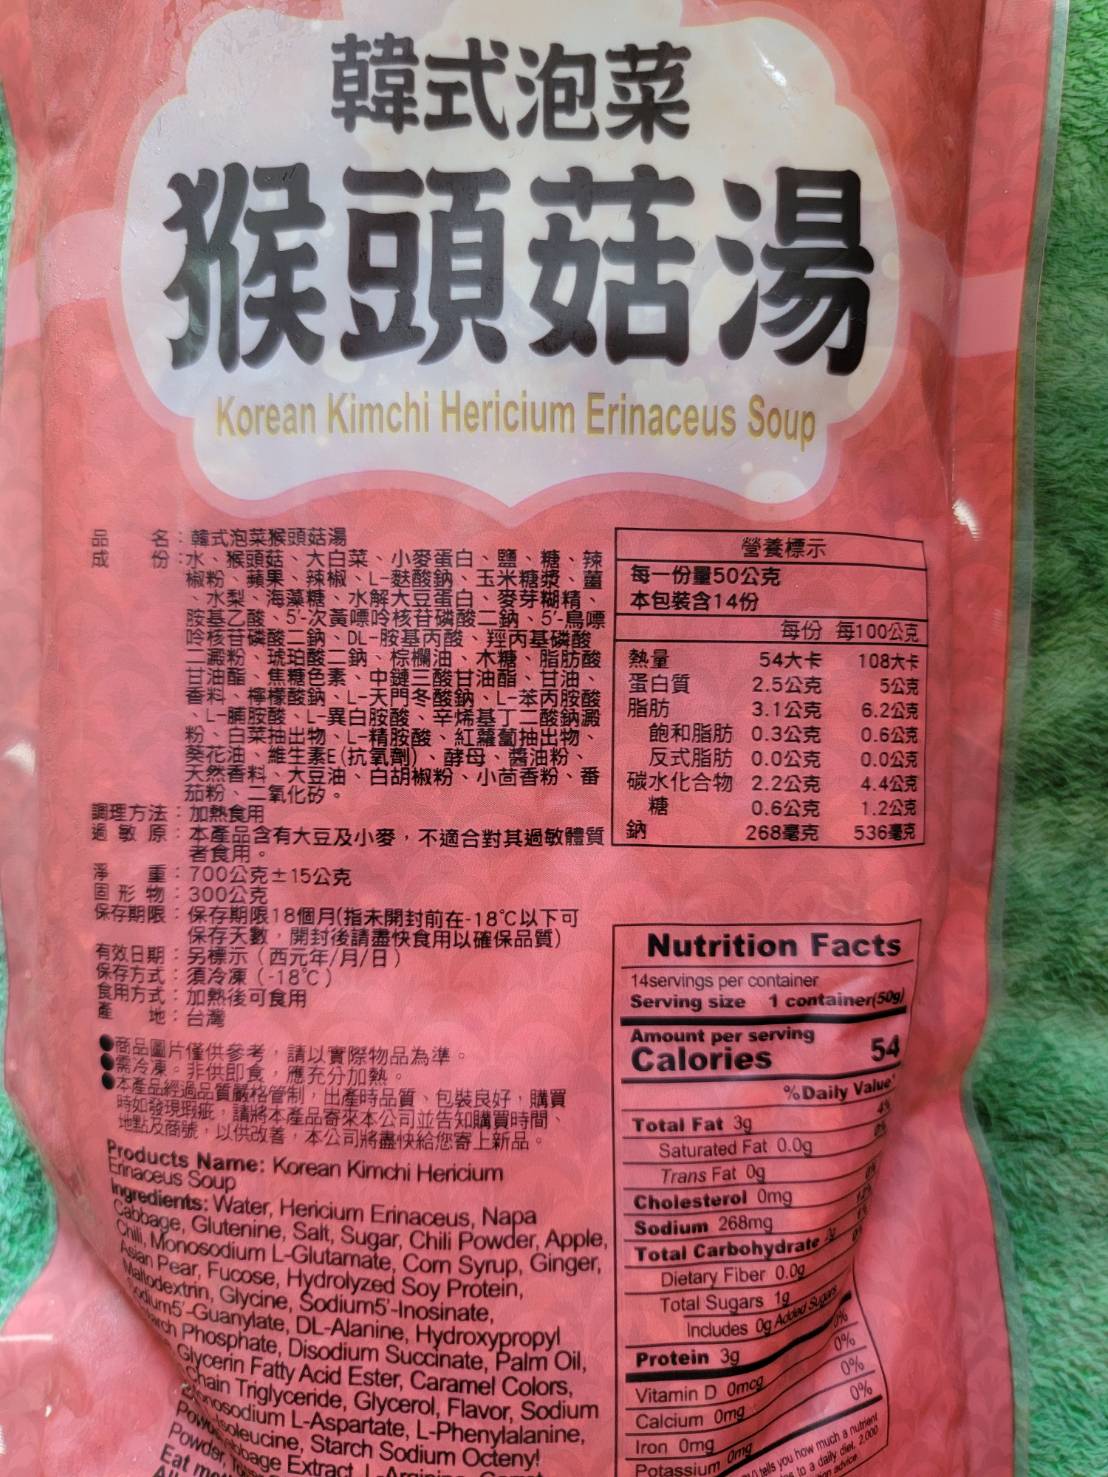 韓式泡菜
猴頭菇湯
Korean Kimchi Hericium Erinaceus Soup
品 名：韓式泡菜猴頭菇湯
成 份：水、猴頭菇、大白菜、小麥蛋白、鹽、糖、辣
椒粉、蘋果、辣椒、L-麩酸鈉、玉米糖漿、薑
、水梨、海藻糖、水解大豆蛋白、麥芽糊精、
胺基乙酸、5'-次黃嘌呤核苷磷酸二鈉、5'-鳥嘌
呤核苷磷酸二鈉、DL-胺基丙酸、羥丙基磷酸
二澱粉、琥珀酸二鈉、棕櫚油、木糖、脂肪酸
甘油酯、焦糖色素、中鏈三酸甘油酯、甘油、
香料、檸檬酸鈉、L-天門冬酸鈉、L-苯丙胺酸
、L-脯胺酸、L-異白胺酸、辛烯基丁二酸鈉澱
粉、白菜抽出物、L-精胺酸、紅蘿蔔抽出物、
葵花油、維生素E(抗氧劑)、酵母、醬油粉、
天然香料、大豆油、白胡椒粉、小茴香粉、番
茄粉、二氧化矽。
調理方法：加熱食用
過 敏 原：本產品含有大豆及小麥，不適合對其過敏體質
者食用。
淨 重：700公克±15公克
固 形 物：300公克
保存期限：保存期限18個月(指未開封前在-18℃以下可
保存天數，開封後請盡快食用以確保品質)
有效日期：另標示（西元年/月/日）
保存方式：須冷凍（-18℃）
食用方式：加熱後可食用
產 地：台灣
●商品圖片僅供參考，請以實際物品為準。
●需冷凍。非供即食，應充分加熱。
●本產品經過品質嚴格管制，出產時品質、包裝良好，購買
時如發現瑕疵，請將本產品寄來本公司並告知購買時間、
地點及商號，以供改善，本公司將盡快給您寄上新品。
Products Name: Korean Kimchi Hericium
Erinaceus Soup
Ingredients: Water, Hericium Erinaceus, Napa
Cabbage, Glutenine, Salt, Sugar, Chili Powder, Apple,
Chili, Monosodium L-Glutamate, Corn Syrup, Ginger,
Asian Pear, Fucose, Hydrolyzed Soy Protein,
Maltodextrin, Glycine, Sodium5'-Inosinate,
Sodium5'-Guanylate, DL-Alanine, Hydroxypropyl
Phosphate, Disodium Succinate, Palm Oil,
Glycerin Fatty Acid Ester, Caramel Colors,
Chain Triglyceride, Glycerol, Flavor, Sodium
L-Aspartate, L-Phenylalanine,
Starch Sodium Octenyl
Extract
Powder,
Eat
營養標示
每一份量50公克
本包裝含14份
每份 每100公克
熱量 54大卡 108大卡
蛋白質 2.5公克 5公克
脂肪 3.1公克 6.2公克
飽和脂肪 0.3公克 0.6公克
反式脂肪 0.0公克 0.0公克
碳水化合物 2.2公克 4.4公克
糖 0.6公克 1.2公克
鈉 268毫克 536毫克
Nutrition Facts
14servings per container
Serving size 1 container(50g)
Amount per serving
Calories 54
%Daily Value*
Total Fat 3g 4%
Saturated Fat 0.0g 0%
Trans Fat 0g
Cholesterol 0mg 0%
Sodium 268mg
Total Carbohydrate
Dietary Fiber 0.0g
Total Sugars 1g
Includes 0g Added Sugars
Protein 3g 0%
Vitamin D 0mcg 0%
Calcium 0mg 0%
Iron 0mg 0%
Potassium 0mg
tells you how much a nutrient
to a daily diet. 2,000
advice